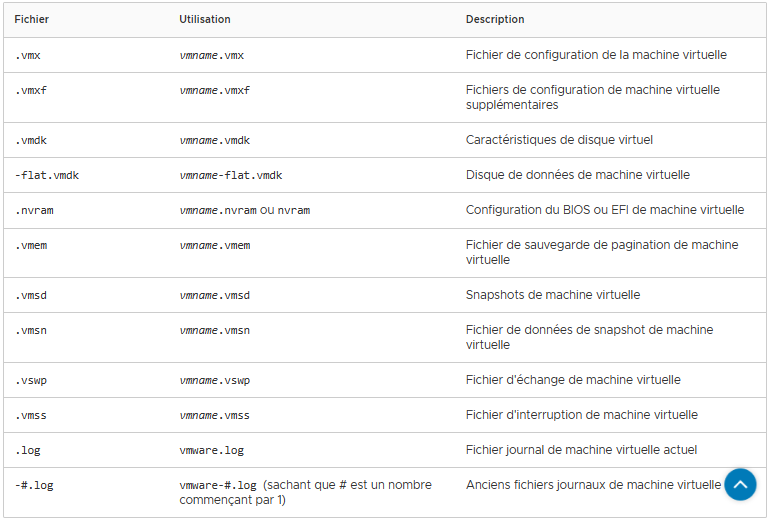 Fichier Utilisation Description
.vmx vmname.vmx Fichier de configuration de la machine virtuelle
.vmxf vmname.vmxf Fichiers de configuration de machine virtuelle
supplémentaires
.vmdk vmname.vmdk Caractéristiques de disque virtuel
-flat.vmdk vmname-flat.vmdk Disque de données de machine virtuelle
.nvram vmname.nvram ou nvram Configuration du BIOS ou EFI de machine virtuelle
.vmem vmname.vmem Fichier de sauvegarde de pagination de machine
virtuelle
.vmsd vmname.vmsd Snapshots de machine virtuelle
.vmsn vmname.vmsn Fichier de données de snapshot de machine
virtuelle
.vswp vmname.vswp Fichier d'échange de machine virtuelle
.vmss vmname.vmss Fichier d'interruption de machine virtuelle
.log vmware.log Fichier journal de machine virtuelle actuel
-#.log vmware-#.log (sachant que # est un nombre Anciens fichiers journaux de machine virtuelle
commençant par 1)